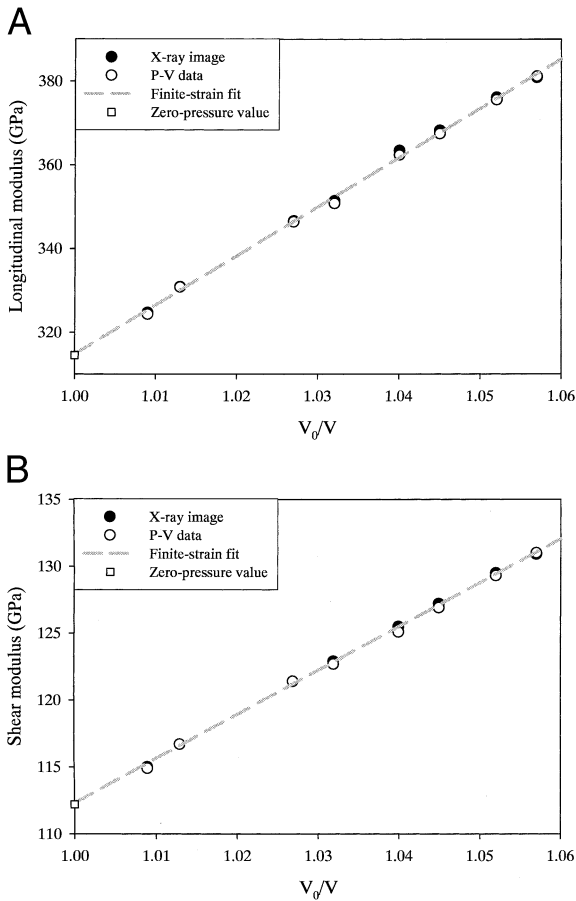 A
X-ray image
P-V data
Finite-strain fit
Zero-pressure value
Longitudinal modulus (GPa)
380
360
340
320
1.00 1.01 1.02 1.03 1.04 1.05 1.06
V₀/V
B
X-ray image
P-V data
Finite-strain fit
Zero-pressure value
Shear modulus (GPa)
135
130
125
120
115
110
1.00 1.01 1.02 1.03 1.04 1.05 1.06
V₀/V